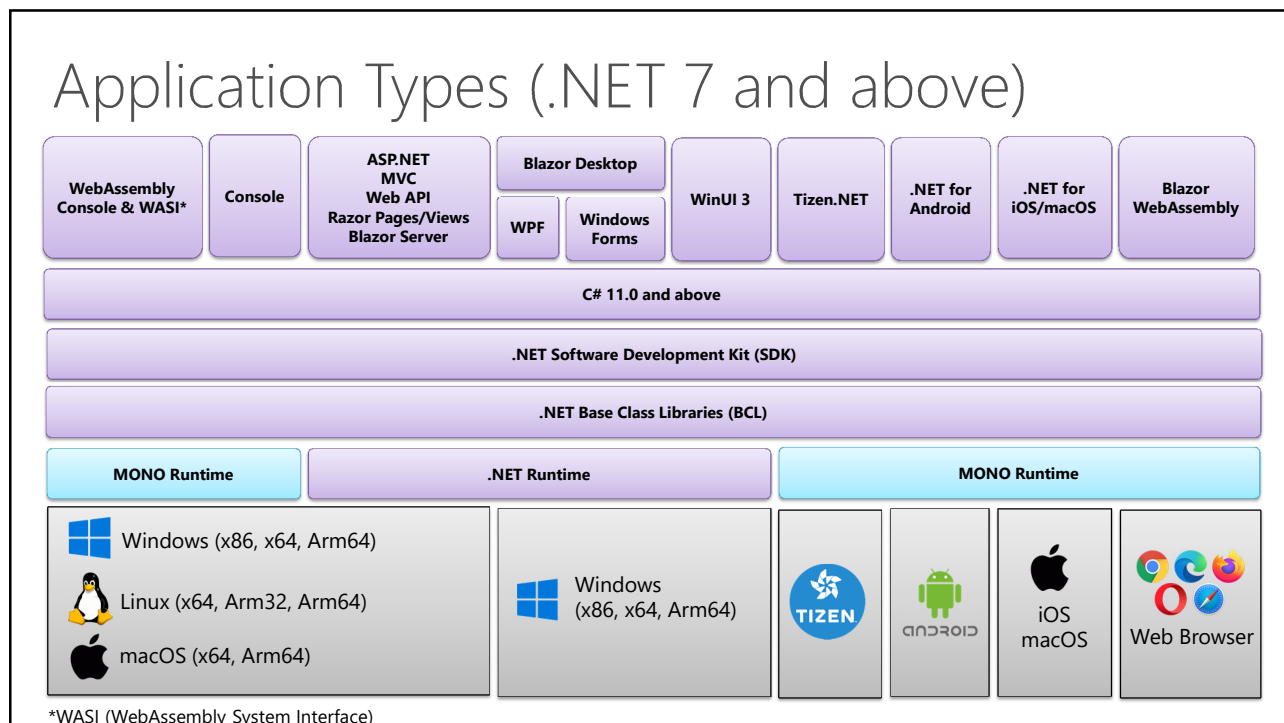 Application Types (.NET 7 and above)
WebAssembly
Console & WASI*
Console
ASP.NET
MVC
Web API
Razor Pages/Views
Blazor Server
Blazor Desktop
WPF
Windows
Forms
WinUI 3
Tizen.NET
.NET for
Android
.NET for
iOS/macOS
Blazor
WebAssembly
C# 11.0 and above
.NET Software Development Kit (SDK)
.NET Base Class Libraries (BCL)
MONO Runtime
.NET Runtime
MONO Runtime
Windows (x86, x64, Arm64)
Linux (x64, Arm32, Arm64)
macOS (x64, Arm64)
Windows
(x86, x64, Arm64)
TIZEN
ANDROID
iOS
macOS
Web Browser
*WASI (WebAssembly System Interface)